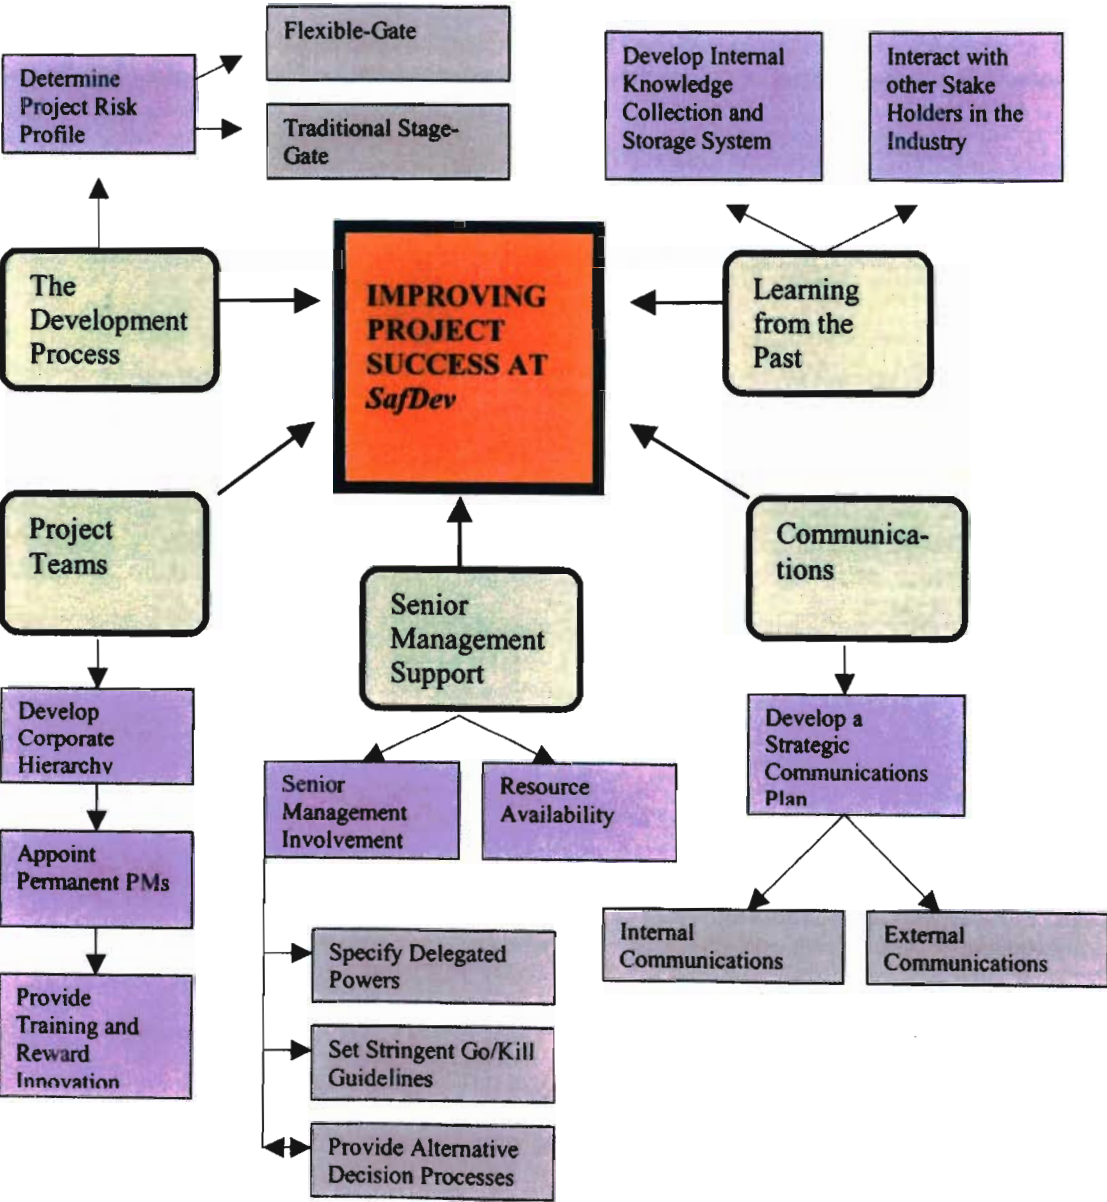 Flexible-Gate
Determine
Project Risk
Profile
Traditional Stage-
Gate
Develop Internal
Knowledge
Collection and
Storage System
Interact with
other Stake
Holders in the
Industry
The
Development
Process
IMPROVING
PROJECT
SUCCESS AT
SafDev
Learning
from the
Past
Project
Teams
Senior
Management
Support
Communica-
tions
Develop
Corporate
Hierarchy
Appoint
Permanent PMs
Provide
Training and
Reward
Innovation
Senior
Management
Involvement
Resource
Availability
Specify Delegated
Powers
Set Stringent Go/Kill
Guidelines
Provide Alternative
Decision Processes
Develop a
Strategic
Communications
Plan
Internal
Communications
External
Communications